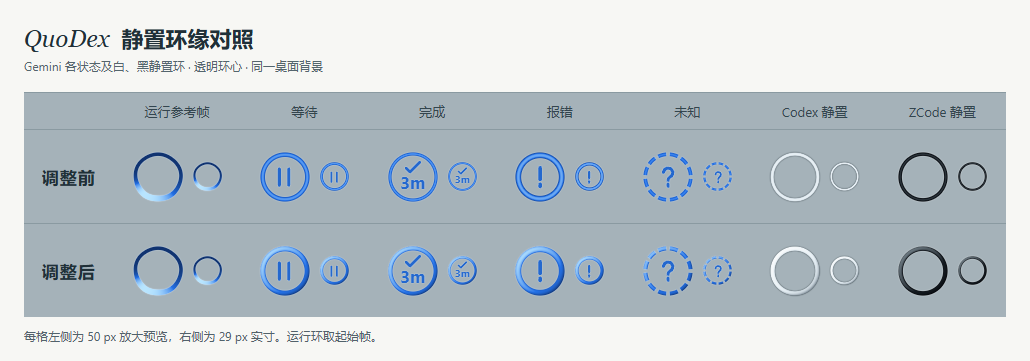 QuoDex 静置环缘对照
Gemini 各状态及白、黑静置环 · 透明环心 · 同一桌面背景
运行参考帧 等待 完成 报错 未知 Codex 静置 ZCode 静置
调整前 3m 3m ! ! ? ?
调整后 3m 3m ! ! ? ?
每格左侧为 50 px 放大预览，右侧为 29 px 实寸。运行环取起始帧。